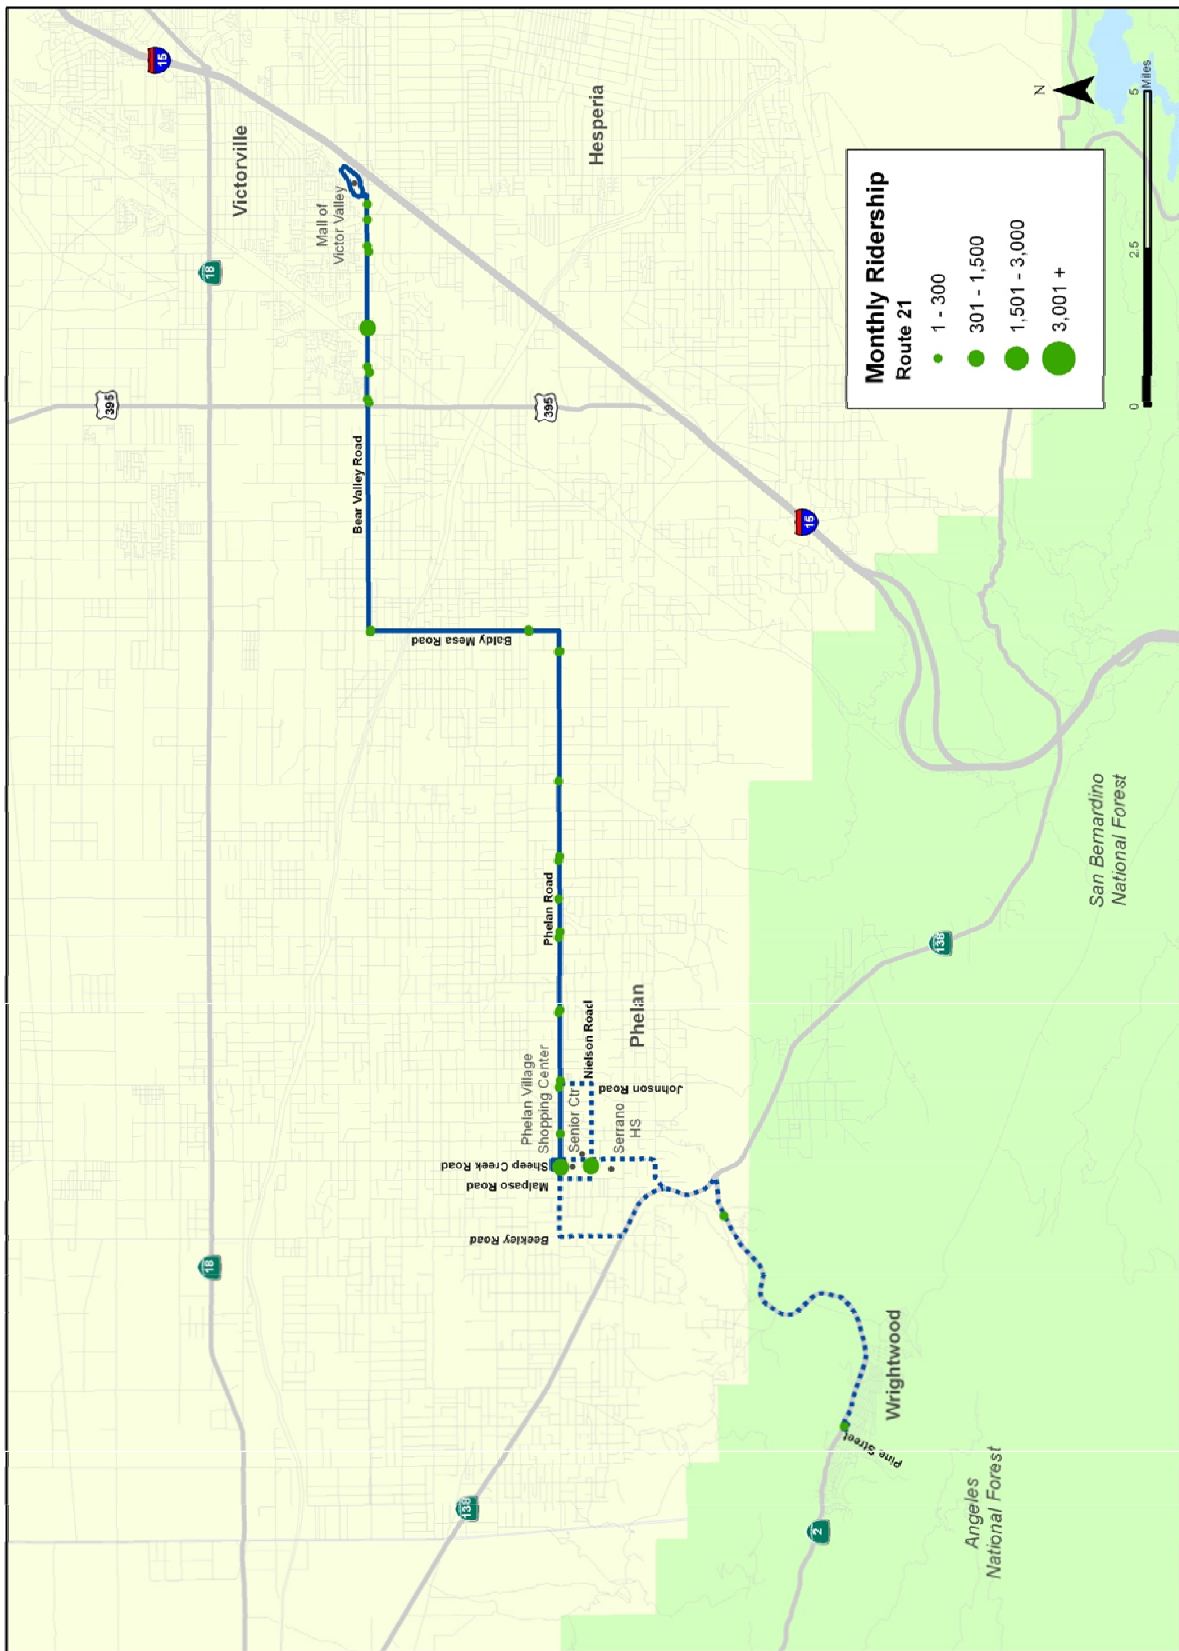 15
18
Victorville
Mall of
Victor Valley
Hesperia
395
395
Bear Valley Road
15
Baldy Mesa Road
Phelan Road
Phelan
Nielson Road
Johnson Road
Phelan Village
Shopping Center
Senior Ctr
Serrano
HS
Sheep Creek Road
Malpaso Road
Beekley Road
18
138
138
2
Wrightwood
Pine Street
San Bernardino
National Forest
Angeles
National Forest
Monthly Ridership
Route 21
1 - 300
301 - 1,500
1,501 - 3,000
3,001 +
N
0
2.5
5
Miles